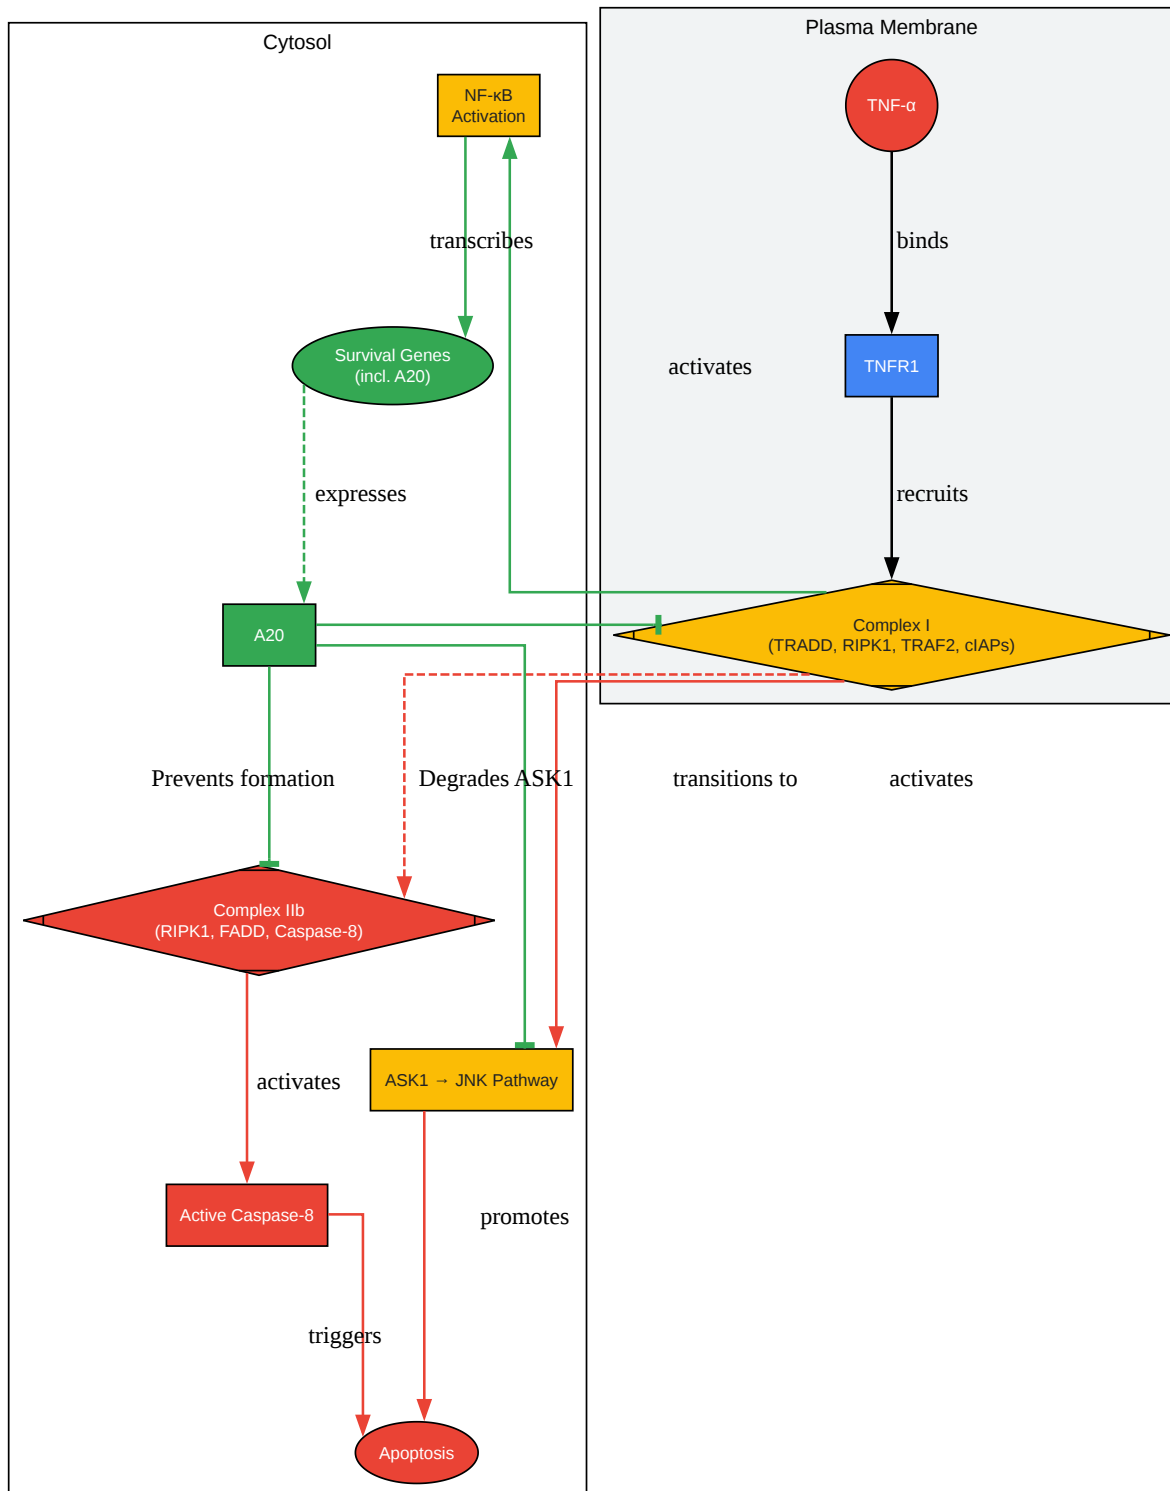 Plasma Membrane
Cytosol
NF-κB
Activation
TNF-α
transcribes
binds
Survival Genes
(incl. A20)
activates
TNFR1
expresses
recruits
A20
Complex I
(TRADD, RIPK1, TRAF2, cIAPs)
Prevents formation
Degrades ASK1
transitions to
activates
Complex IIb
(RIPK1, FADD, Caspase-8)
activates
ASK1 → JNK Pathway
Active Caspase-8
promotes
triggers
Apoptosis